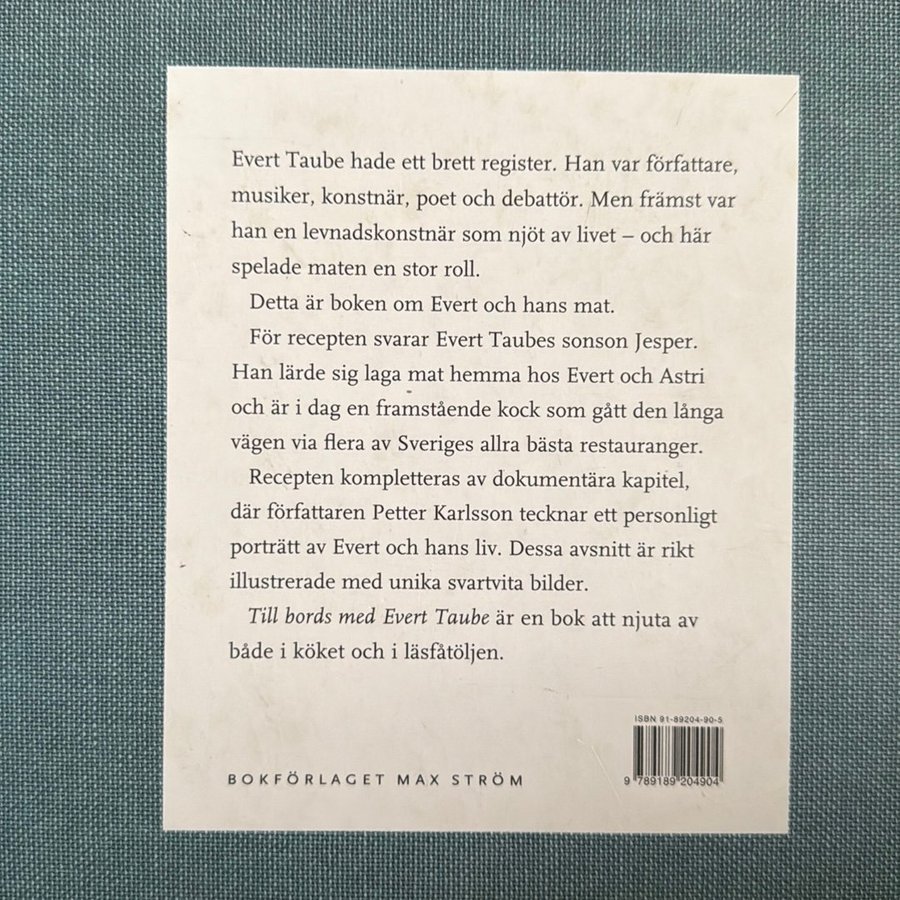 Evert Taube hade ett brett register. Han var författare,
musiker, konstnär, poet och debattör. Men främst var
han en levnadskonstnär som njöt av livet – och här
spelade maten en stor roll.
Detta är boken om Evert och hans mat.
För recepten svarar Evert Taubes sonson Jesper.
Han lärde sig laga mat hemma hos Evert och Astri
och är i dag en framstående kock som gått den långa
vägen via flera av Sveriges allra bästa restauranger.
Recepten kompletteras av dokumentära kapitel,
där författaren Petter Karlsson tecknar ett personligt
porträtt av Evert och hans liv. Dessa avsnitt är rikt
illustrerade med unika svartvita bilder.
Till bords med Evert Taube är en bok att njuta av
både i köket och i läsfåtöljen.
ISBN 91-89204-90-5
9 789189 204904
BOKFÖRLAGET MAX STRÖM